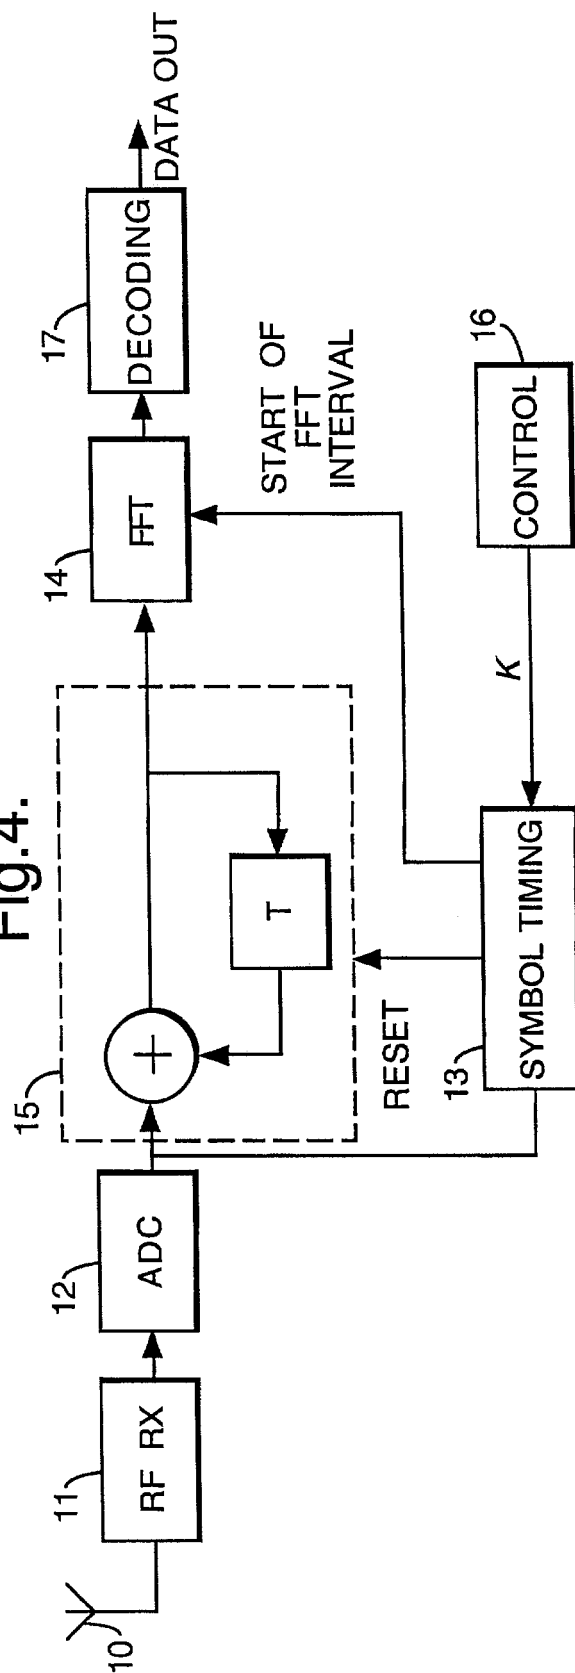 Fig.4.
10
11
RF RX
12
ADC
15
+
T
14
FFT
17
DECODING
DATA OUT
START OF
FFT
INTERVAL
RESET
13
SYMBOL TIMING
K
16
CONTROL